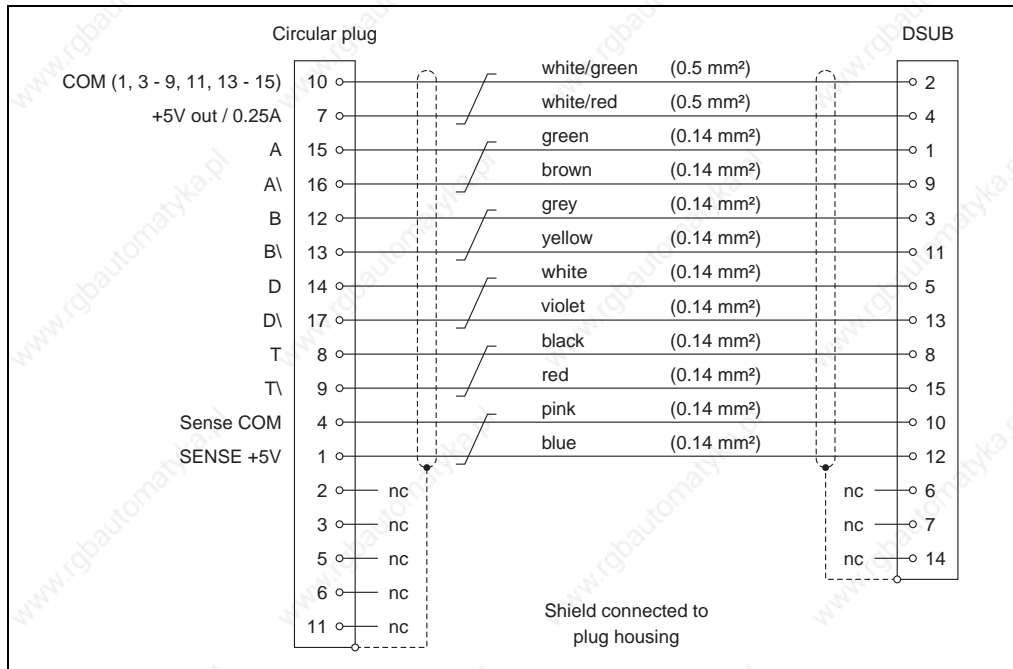 Circular plug DSUB
COM (1, 3 - 9, 11, 13 - 15) 10 white/green (0.5 mm²) 2
+5V out / 0.25A 7 white/red (0.5 mm²) 4
A 15 green (0.14 mm²) 1
A\ 16 brown (0.14 mm²) 9
B 12 grey (0.14 mm²) 3
B\ 13 yellow (0.14 mm²) 11
D 14 white (0.14 mm²) 5
D\ 17 violet (0.14 mm²) 13
T 8 black (0.14 mm²) 8
T\ 9 red (0.14 mm²) 15
Sense COM 4 pink (0.14 mm²) 10
SENSE +5V 1 blue (0.14 mm²) 12
2 nc nc 6
3 nc nc 7
5 nc nc 14
6 nc
11 nc
Shield connected to
plug housing
www.rgbautomatyka.pl